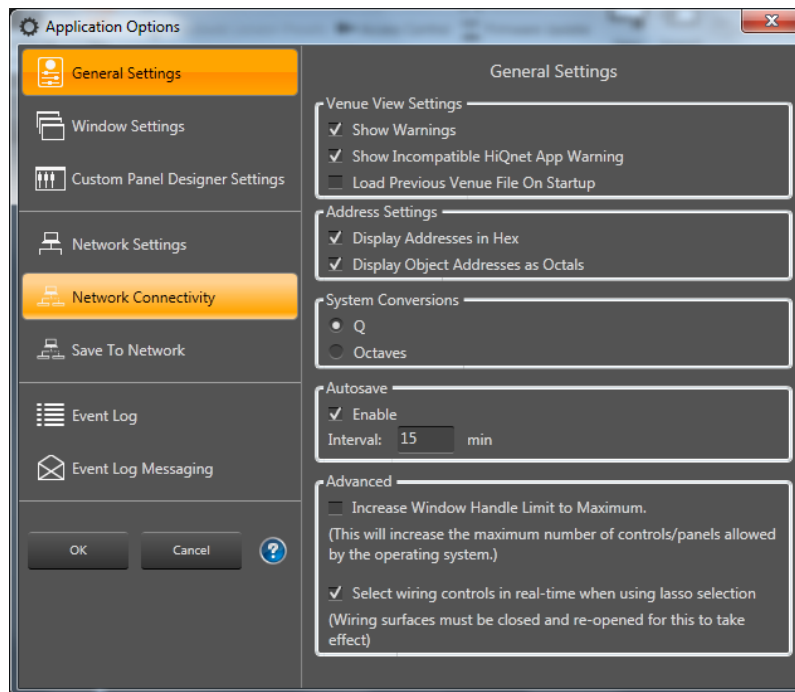 Application Options
General Settings
Window Settings
Custom Panel Designer Settings
Network Settings
Network Connectivity
Save To Network
Event Log
Event Log Messaging
OK
Cancel
?
General Settings
Venue View Settings
Show Warnings
Show Incompatible HiQnet App Warning
Load Previous Venue File On Startup
Address Settings
Display Addresses in Hex
Display Object Addresses as Octals
System Conversions
Q
Octaves
Autosave
Enable
Interval: 15 min
Advanced
Increase Window Handle Limit to Maximum.
(This will increase the maximum number of controls/panels allowed
by the operating system.)
Select wiring controls in real-time when using lasso selection
(Wiring surfaces must be closed and re-opened for this to take
effect)